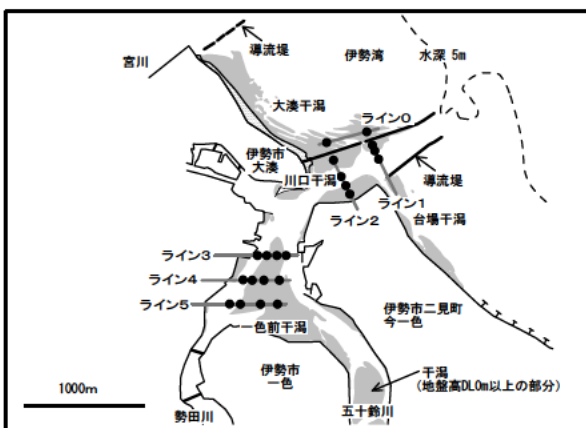 伊勢湾
水深 5m
導流堤
宮川
大湊干潟
ライン0
伊勢市
大湊
川口干潟
導流堤
ライン1
ライン2
台場干潟
ライン3
ライン4
ライン5
伊勢市二見町
今一色
一色前干潟
伊勢市
一色
干潟
(地盤高DL0m以上の部分)
1000m
勢田川
五十鈴川